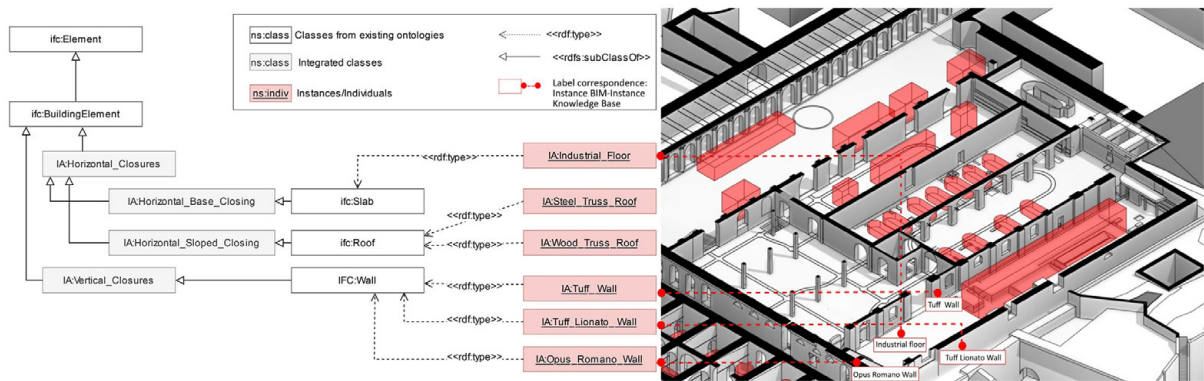 ifc:Element
ifc:BuildingElement
IA:Horizontal_Closures
IA:Horizontal_Base_Closing
ifc:Slab
IA:Horizontal_Sloped_Closing
ifc:Roof
IA:Vertical_Closures
IFC:Wall
ns:class
Classes from existing ontologies
<<rdf:type>>
ns:class
Integrated classes
<<rdfs:subClassOf>>
ns:indiv
Instances/Individuals
Label correspondence:
Instance BIM-Instance
Knowledge Base
<<rdf:type>>
IA:Industrial_Floor
IA:Steel_Truss_Roof
<<rdf:type>>
<<rdf:type>>
IA:Wood_Truss_Roof
<<rdf:type>>
IA:Tuff_Wall
<<rdf:type>>
IA:Tuff_Lionato_Wall
<<rdf:type>>
IA:Opus_Romano_Wall
Tuff Wall
Industrial floor
Tuff Lionato Wall
Opus Romano Wall